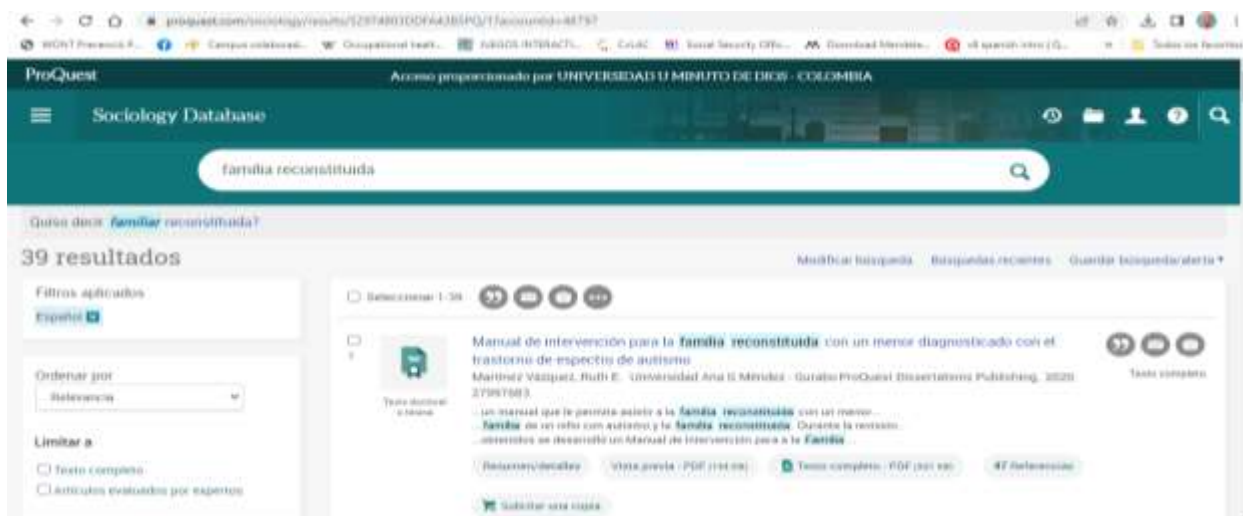 proquest.com/sociology/results/
Campus
Occupational
ProQuest
Acceso proporcionado por UNIVERSIDAD U MINUTO DE DIOS - COLOMBIA
Sociology Database
familia reconstituida
Quiso decir familiar reconstituida?
39 resultados
Modificar búsqueda Búsquedas recientes Guardar búsqueda/alerta
Filtros aplicados
Español
Seleccionar 1-39
Manual de intervención para la familia reconstituida con un menor diagnosticado con el
trastorno de espectro de autismo
Martínez Vázquez, Ruth E. Universidad Ana G. Méndez - Gurabo ProQuest Dissertations Publishing, 2020.
27997683.
Texto completo
...un manual que le permita asistir a la familia reconstituida con un menor...
...familia de un niño con autismo y la familia reconstituida. Durante la revisión...
...obtenidos se desarrolló un Manual de Intervención para a la Familia...
Ordenar por
Relevancia
Resumen/detalles Vista previa - PDF Texto completo - PDF 47 Referencias
Limitar a
Texto completo
Artículos evaluados por expertos
Solicitar una copia